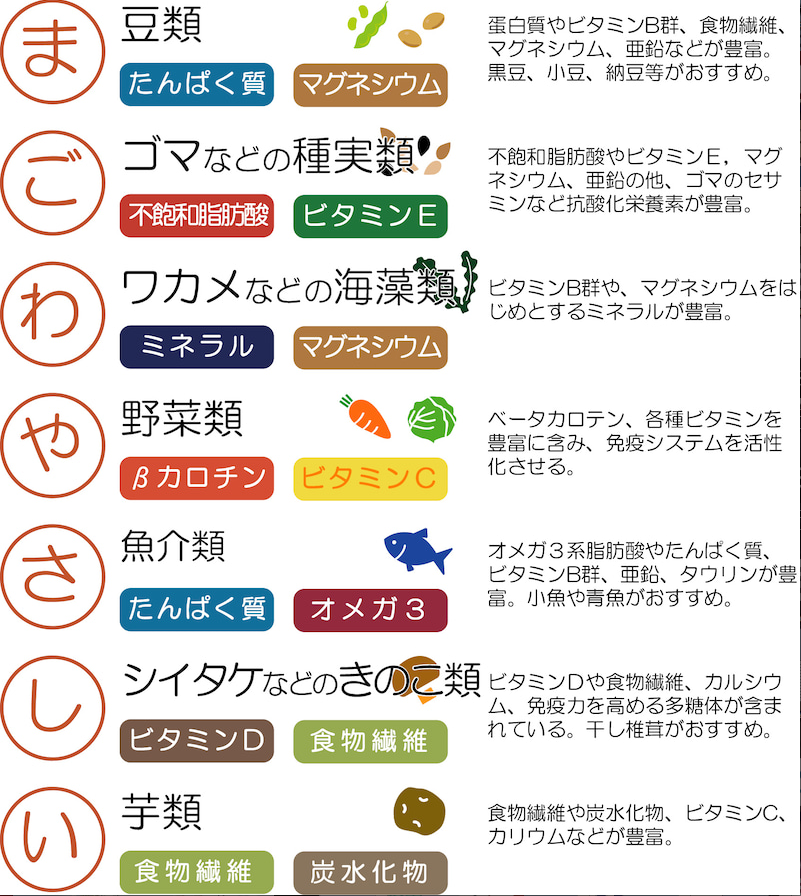 ま
豆類
たんぱく質
マグネシウム
蛋白質やビタミンB群、食物繊維、
マグネシウム、亜鉛などが豊富。
黒豆、小豆、納豆等がおすすめ。
ご
ゴマなどの種実類
不飽和脂肪酸
ビタミンE
不飽和脂肪酸やビタミンE，マグ
ネシウム、亜鉛の他、ゴマのセサ
ミンなど抗酸化栄養素が豊富。
わ
ワカメなどの海藻類
ミネラル
マグネシウム
ビタミンB群や、マグネシウムをは
じめとするミネラルが豊富。
や
野菜類
βカロチン
ビタミンC
ベータカロテン、各種ビタミンを
豊富に含み、免疫システムを活性
化させる。
さ
魚介類
たんぱく質
オメガ３
オメガ３系脂肪酸やたんぱく質、
ビタミンB群、亜鉛、タウリンが豊
富。小魚や青魚がおすすめ。
し
シイタケなどのきのこ類
ビタミンD
食物繊維
ビタミンDや食物繊維、カルシウ
ム、免疫力を高める多糖体が含ま
れている。干し椎茸がおすすめ。
い
芋類
食物繊維
炭水化物
食物繊維や炭水化物、ビタミンC、
カリウムなどが豊富。